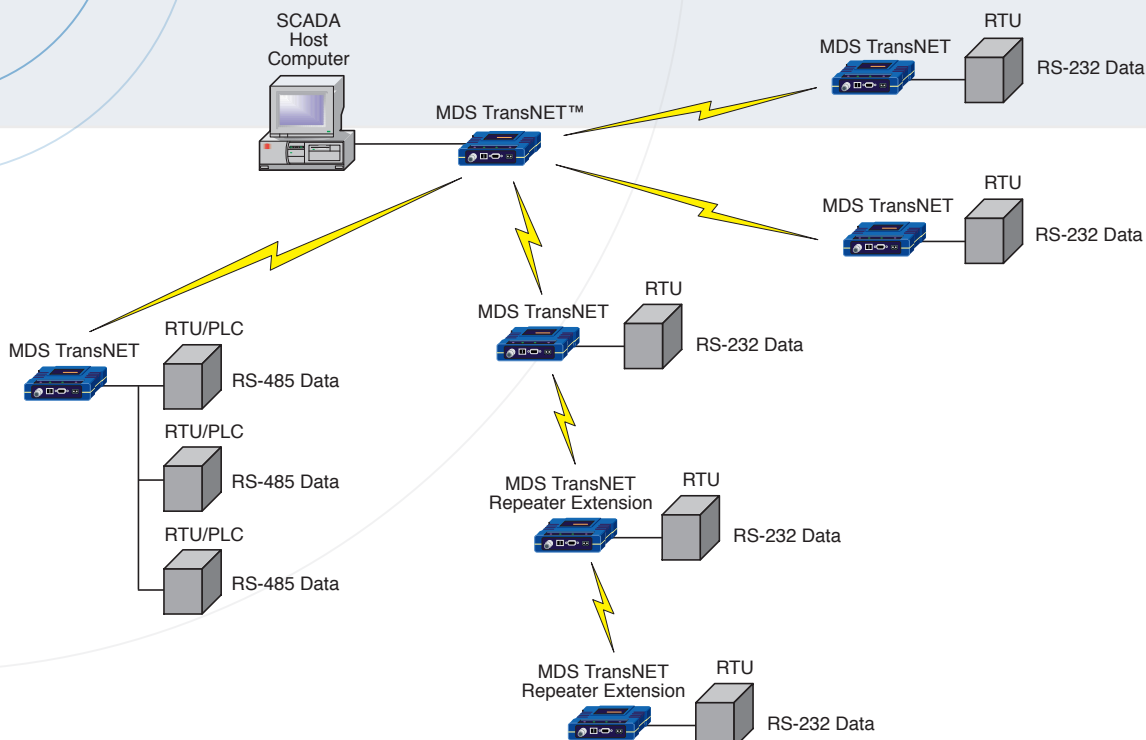 SCADA
Host
Computer
MDS TransNET™
MDS TransNET
RTU
RS-232 Data
MDS TransNET
RTU
RS-232 Data
MDS TransNET
RTU/PLC
RS-485 Data
RTU/PLC
RS-485 Data
RTU/PLC
RS-485 Data
MDS TransNET
RTU
RS-232 Data
MDS TransNET
Repeater Extension
RTU
RS-232 Data
MDS TransNET
Repeater Extension
RTU
RS-232 Data